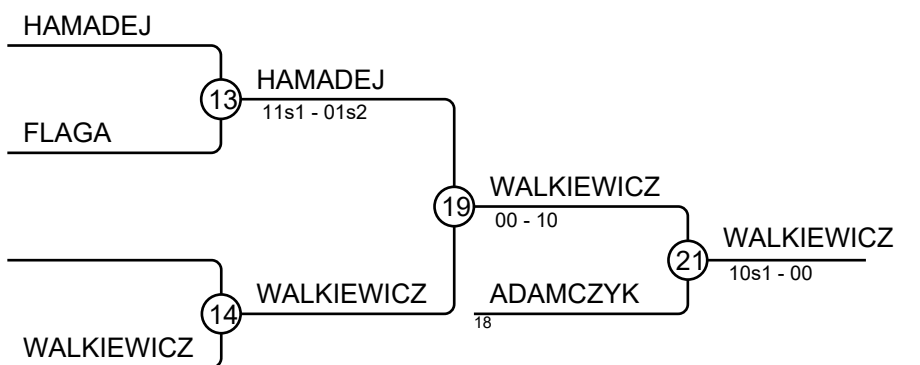 HAMADEJ
13
HAMADEJ
11s1 - 01s2
FLAGA
19
WALKIEWICZ
00 - 10
21
WALKIEWICZ
10s1 - 00
14
WALKIEWICZ
ADAMCZYK
18
WALKIEWICZ